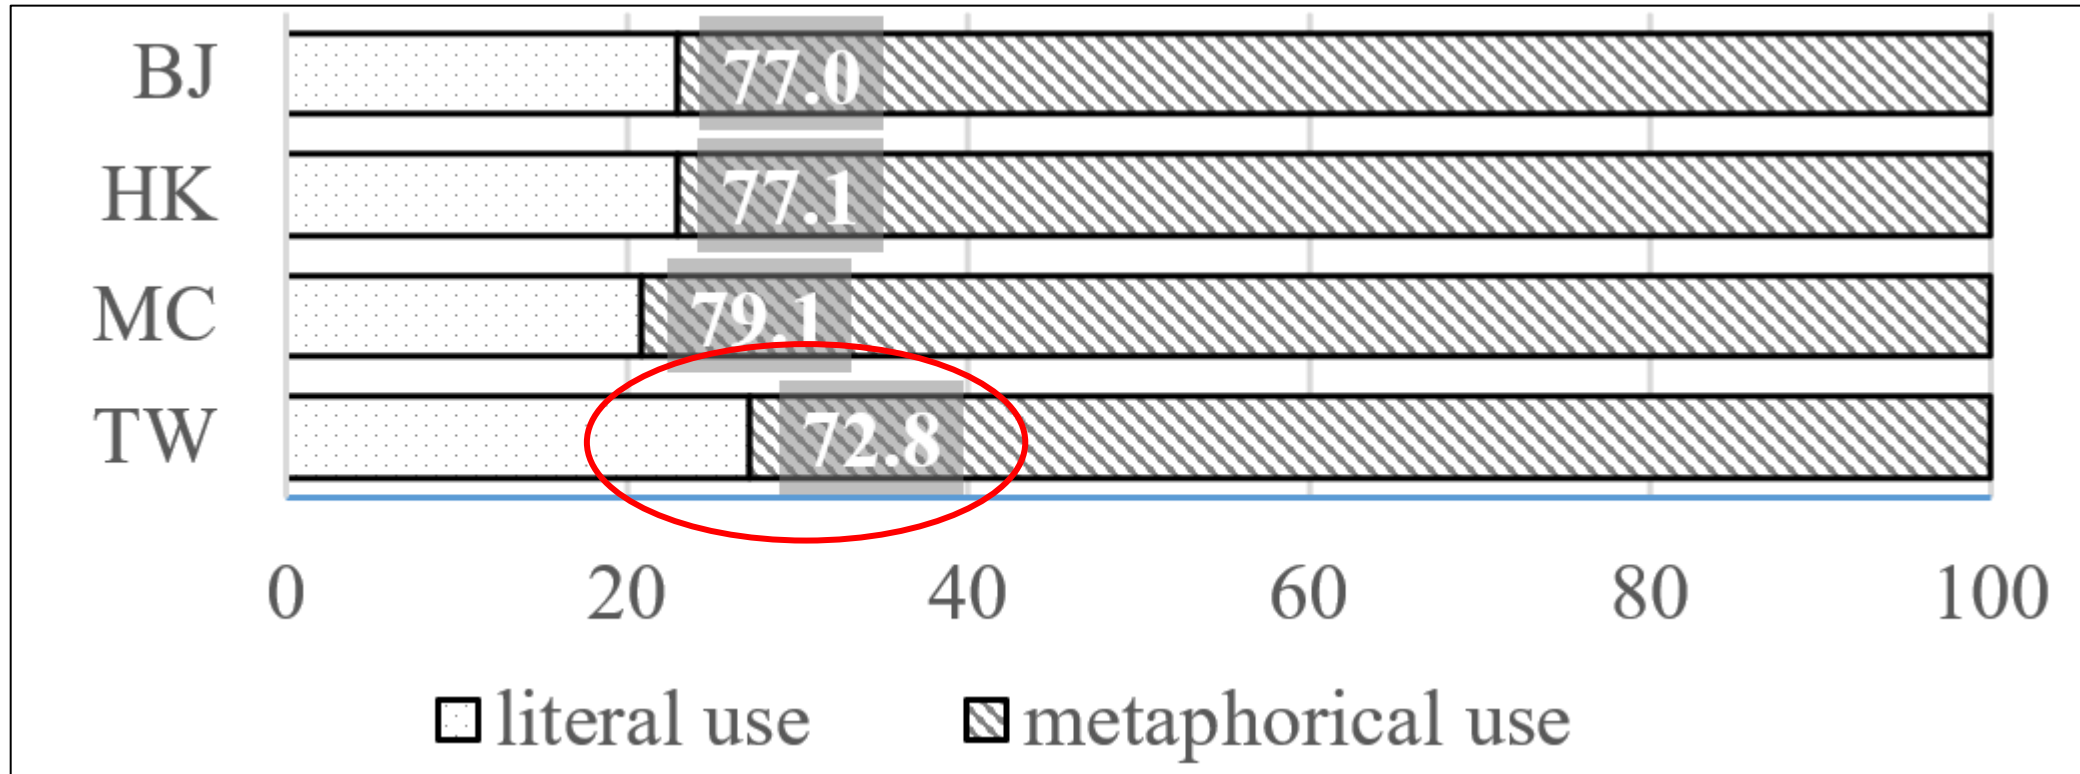 BJ 77.0
HK 77.1
MC 79.1
TW 72.8
0 20 40 60 80 100
literal use metaphorical use